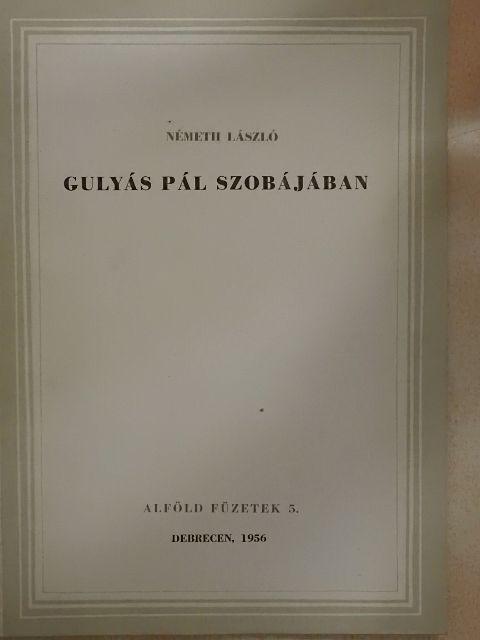 NÉMETH LÁSZLÓ
GULYÁS PÁL SZOBÁJÁBAN
ALFÖLD FÜZETEK 5.
DEBRECEN, 1956